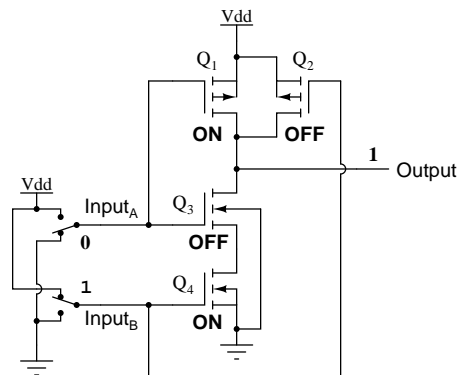 Vdd
Q1 Q2
ON OFF
1
Output
Vdd
InputA
Q3
0
OFF
1
Q4
InputB
ON